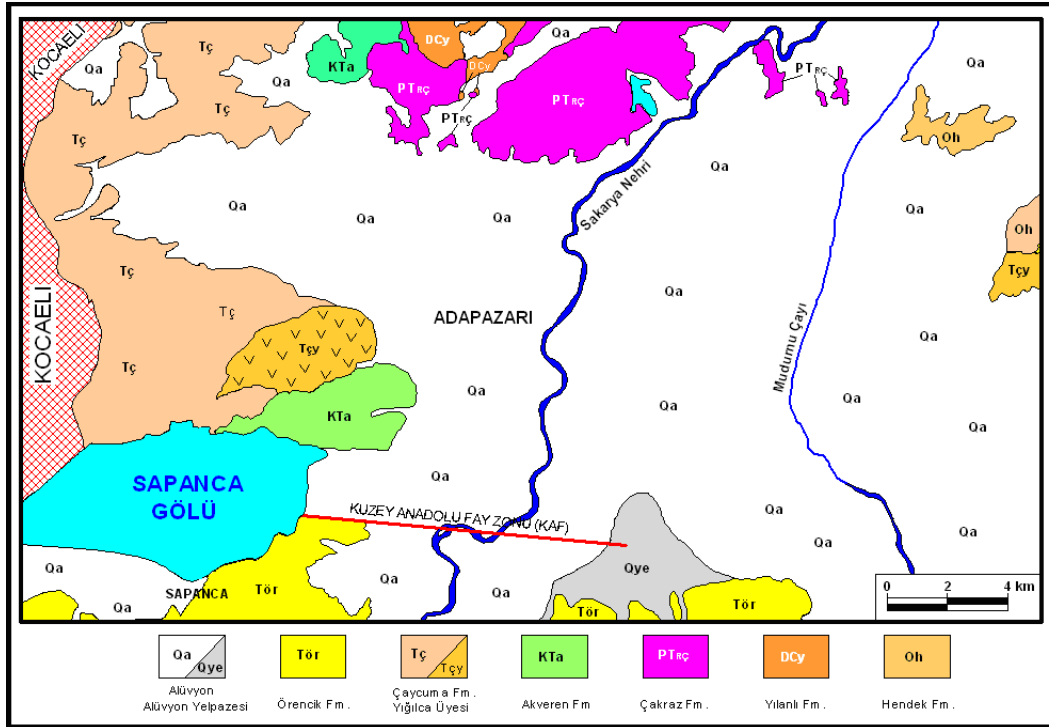 KOCAELİ
Qa
Tç
Tç
Qa
KTa
DCy
DCy
PTRÇ
PTRÇ
Qa
PTRÇ
PTRÇ
Qa
Tç
Oh
Qa
Qa
Qa
Sakarya Nehri
Qa
Qa
Oh
Tçy
Tç
Tç
KOCAELİ
Tç
Tçy
ADAPAZARI
Qa
Mudurnu Çayı
Qa
Qa
Qa
Qa
KTa
SAPANCA
GÖLÜ
Qa
Qa
Qa
KUZEY ANADOLU FAY ZONU (KAF)
Qa
Qa
Qa
SAPANCA
Qa
Tör
Qa
Qa
Qye
Tör
Tör
0 2 4 km
Qa
Qye
Tör
Tç
Tçy
KTa
PTRÇ
DCy
Oh
Alüvyon
Alüvyon Yelpazesi
Örencik Fm.
Çaycuma Fm.
Yığılca Üyesi
Akveren Fm
Çakraz Fm.
Yılanlı Fm.
Hendek Fm.